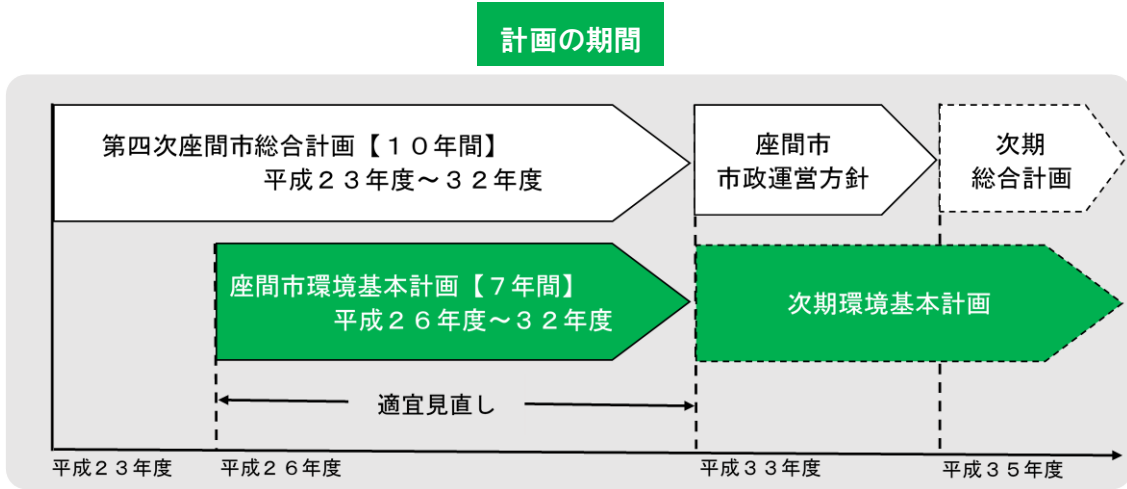 計画の期間
第四次座間市総合計画【１０年間】
平成２３年度～３２年度
座間市
市政運営方針
次期
総合計画
座間市環境基本計画【７年間】
平成２６年度～３２年度
次期環境基本計画
適宜見直し
平成２３年度
平成２６年度
平成３３年度
平成３５年度